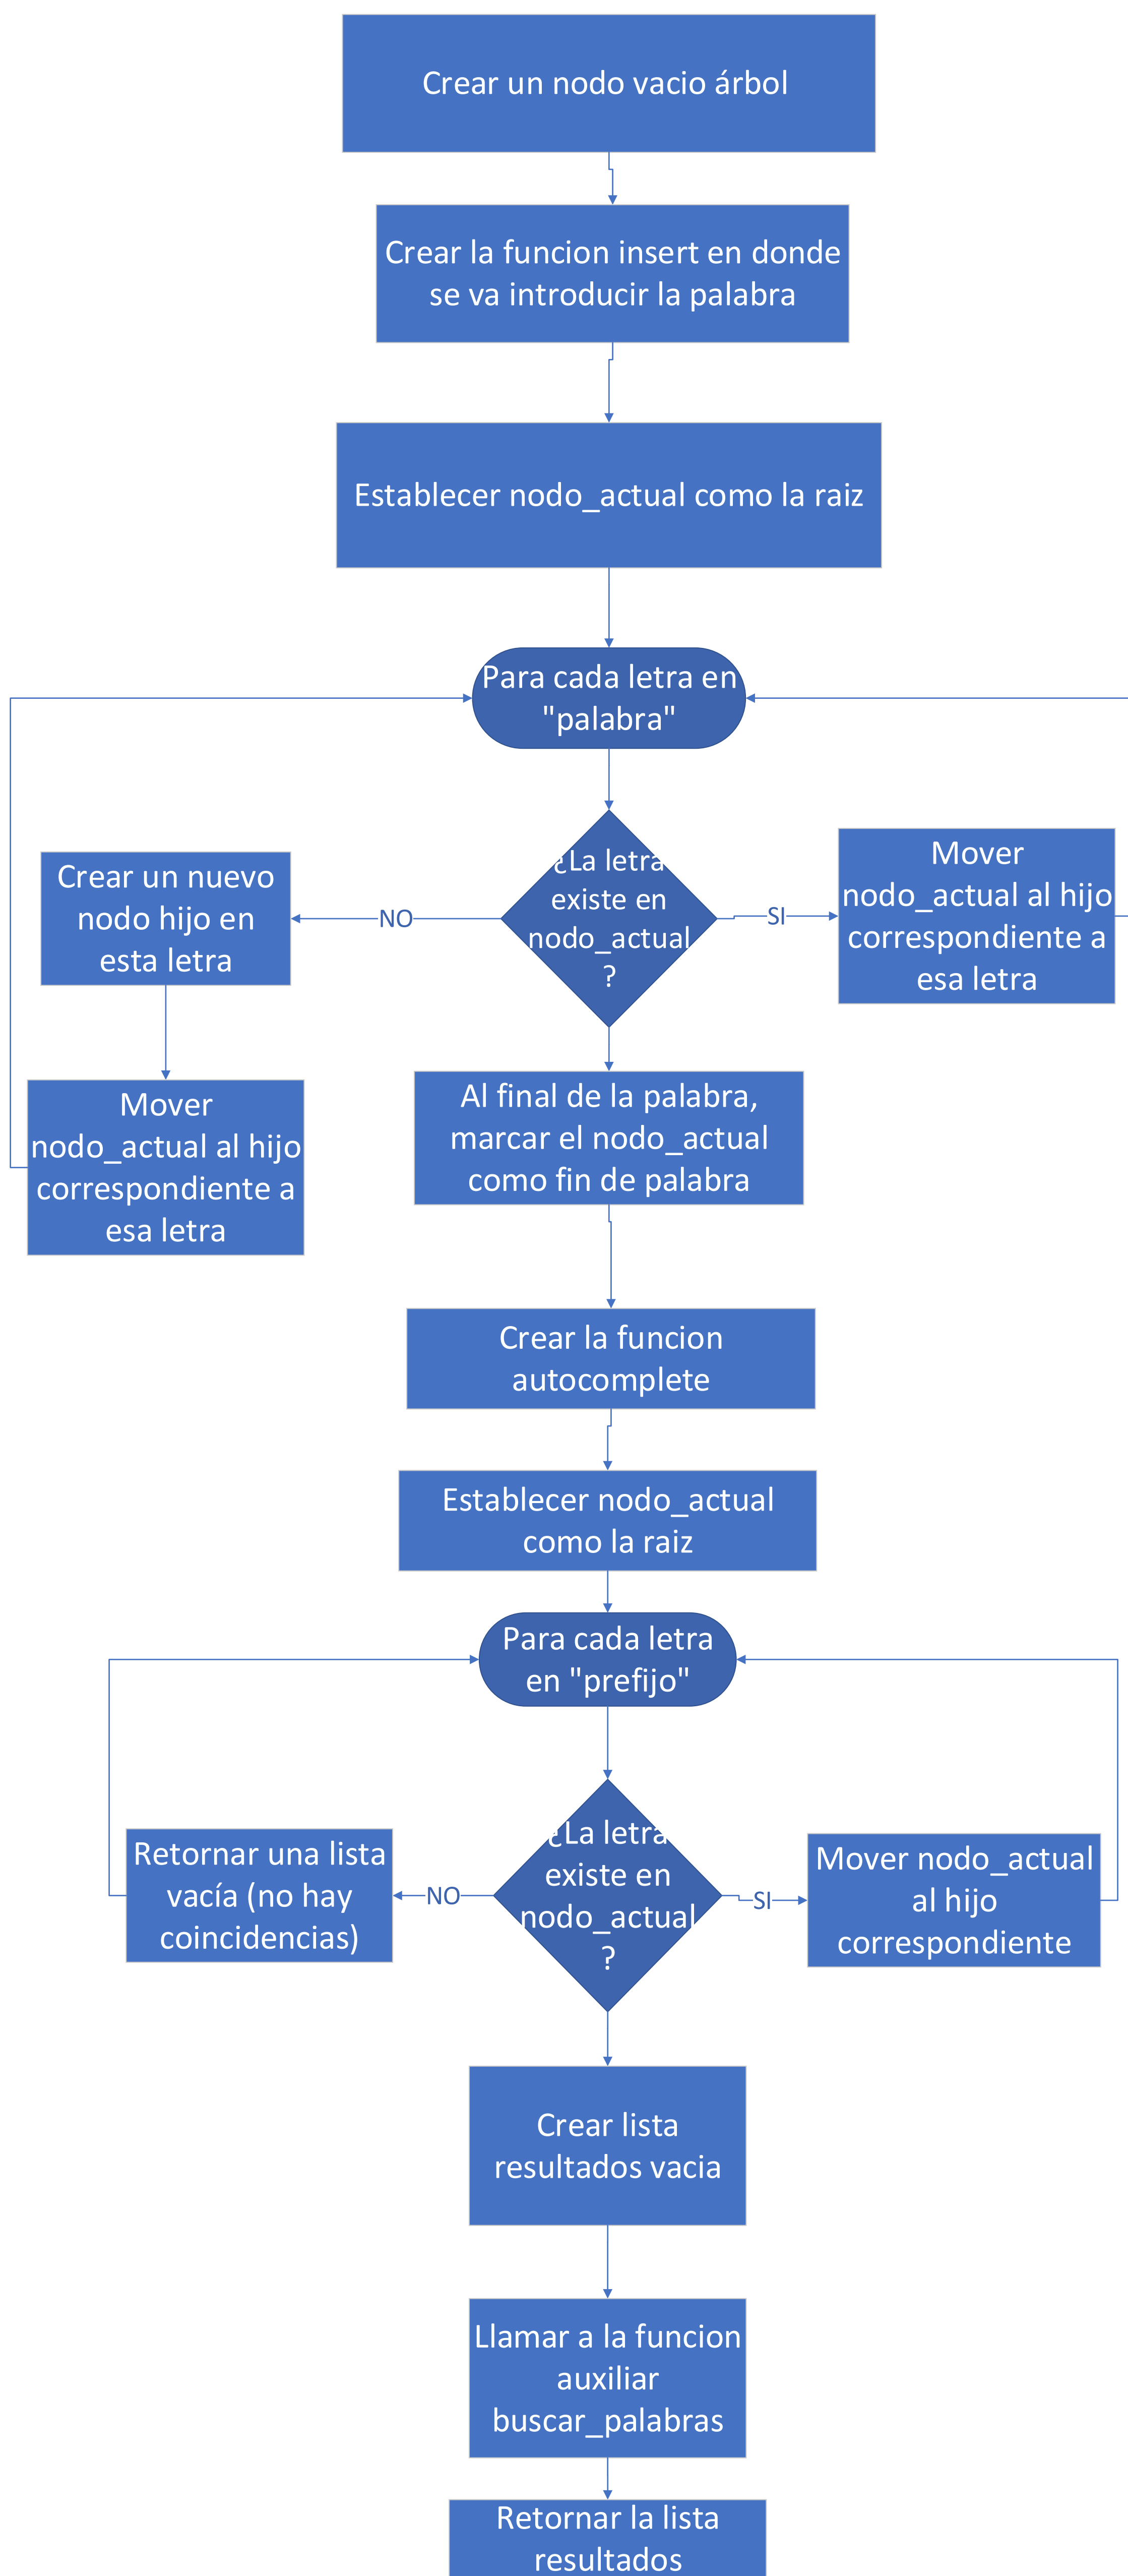 Crear un nodo vacio árbol
Crear la funcion insert en donde
se va introducir la palabra
Establecer nodo_actual como la raiz
Para cada letra en
"palabra"
¿La letra
existe en
nodo_actual
?
NO
SI
Crear un nuevo
nodo hijo en
esta letra
Mover
nodo_actual al hijo
correspondiente a
esa letra
Mover
nodo_actual al hijo
correspondiente a
esa letra
Al final de la palabra,
marcar el nodo_actual
como fin de palabra
Crear la funcion
autocomplete
Establecer nodo_actual
como la raiz
Para cada letra
en "prefijo"
¿La letra
existe en
nodo_actual
?
NO
SI
Retornar una lista
vacía (no hay
coincidencias)
Mover nodo_actual
al hijo
correspondiente
Crear lista
resultados vacia
Llamar a la funcion
auxiliar
buscar_palabras
Retornar la lista
resultados